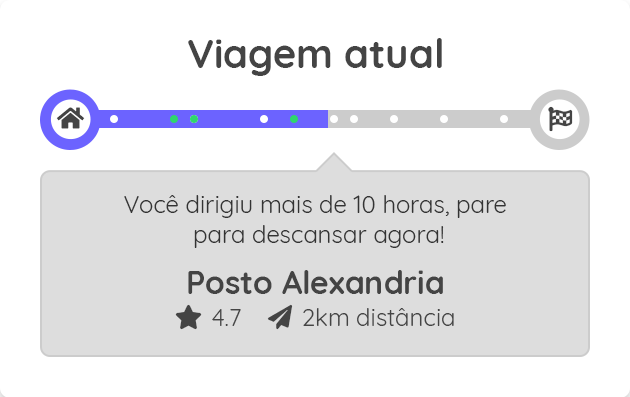 Viagem atual
Você dirigiu mais de 10 horas, pare
para descansar agora!
Posto Alexandria
4.7 2km distância